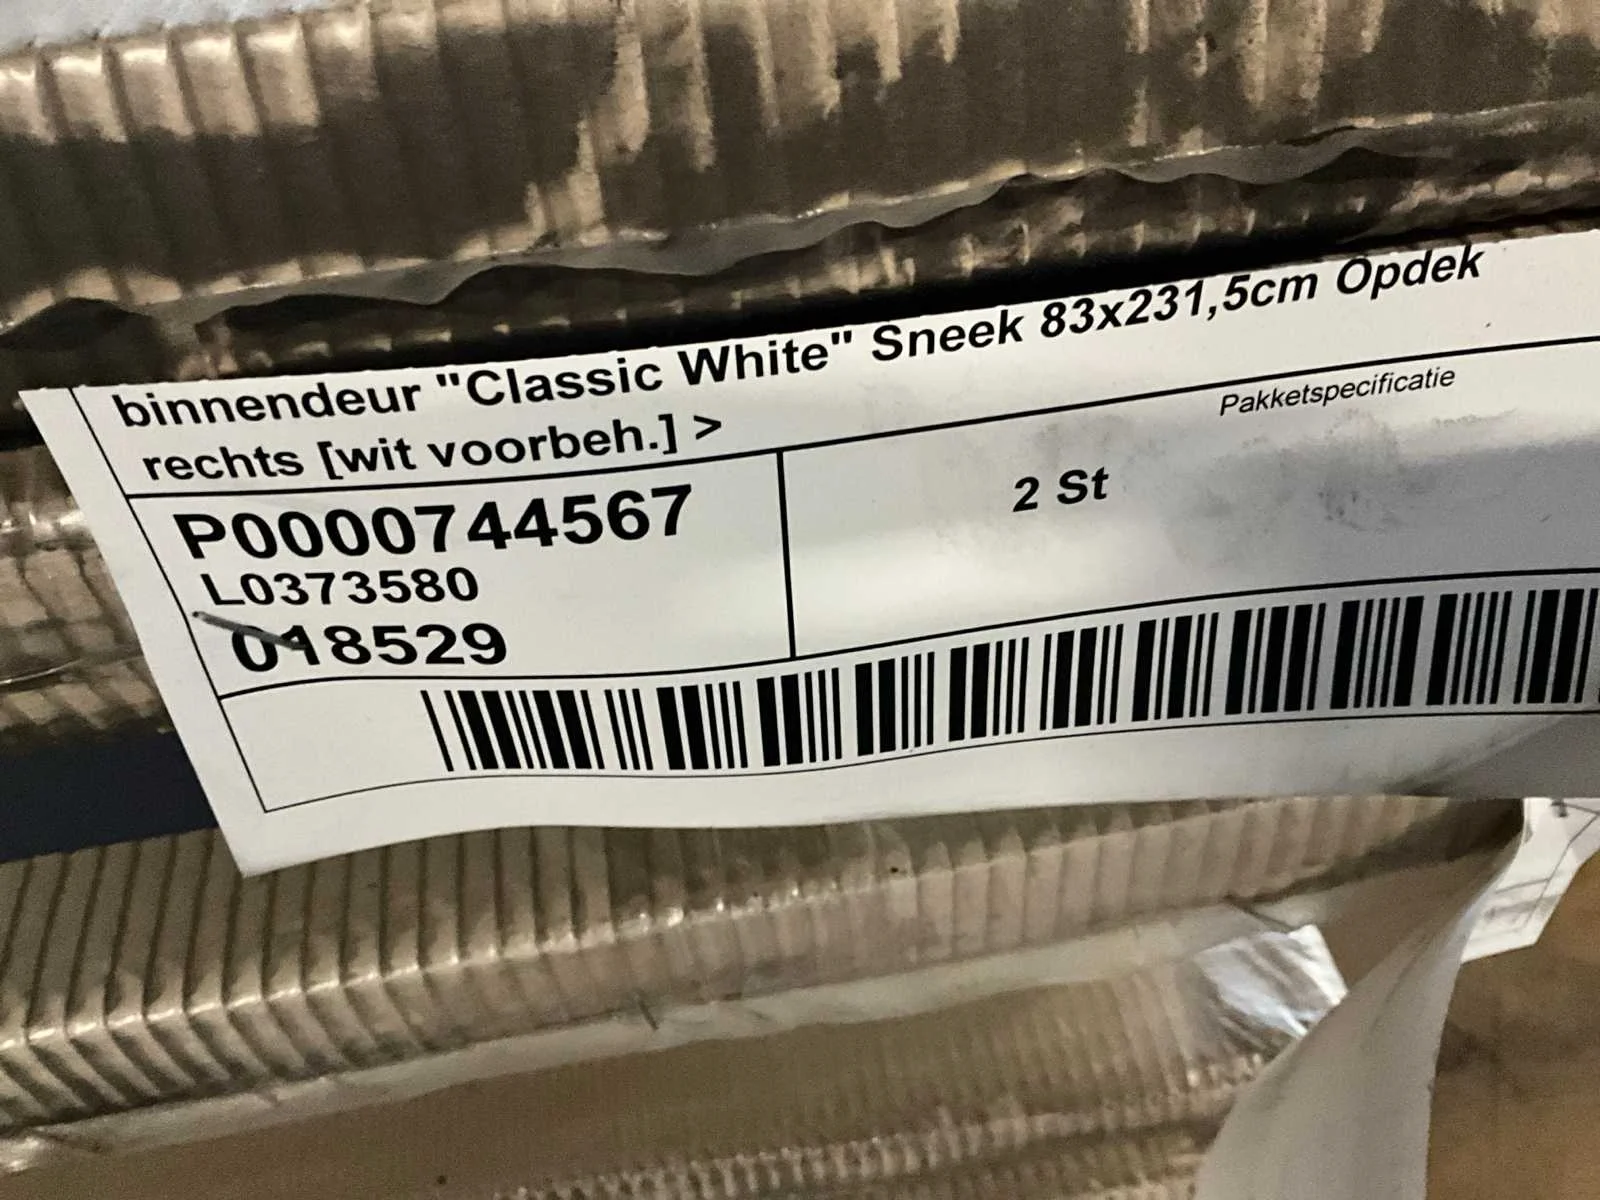 binnendeur "Classic White" Sneek 83x231,5cm Opdek
rechts [wit voorbeh.] >
Pakketspecificatie
P0000744567
2 St
L0373580
018529